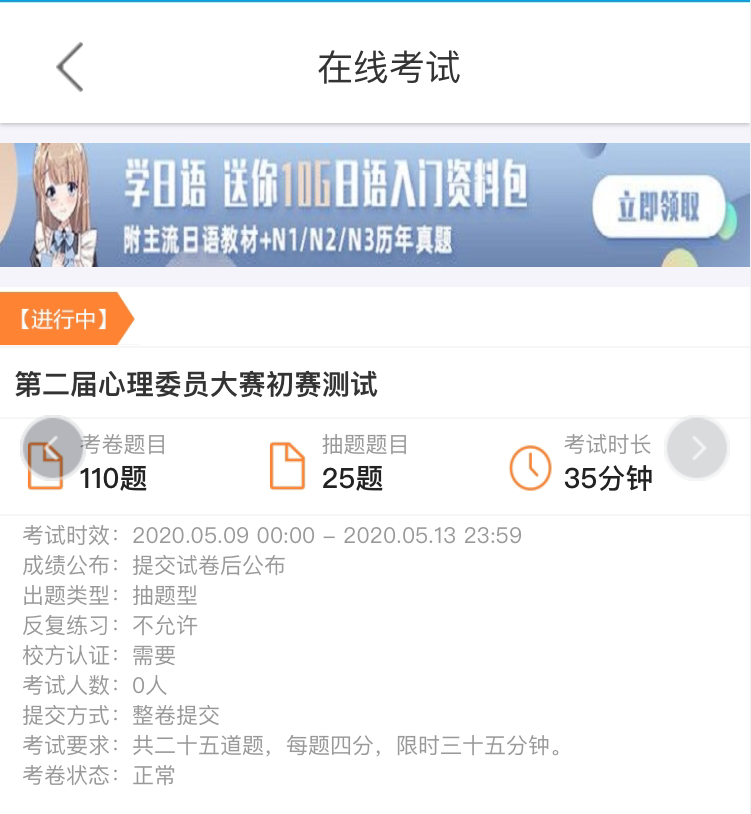 在线考试
学日语 送你10G日语入门资料包
附主流日语教材+N1/N2/N3历年真题
立即领取
【进行中】
第二届心理委员大赛初赛测试
考卷题目
110题
抽题题目
25题
考试时长
35分钟
考试时效：2020.05.09 00:00 - 2020.05.13 23:59
成绩公布：提交试卷后公布
出题类型：抽题型
反复练习：不允许
校方认证：需要
考试人数：0人
提交方式：整卷提交
考试要求：共二十五道题，每题四分，限时三十五分钟。
考卷状态：正常